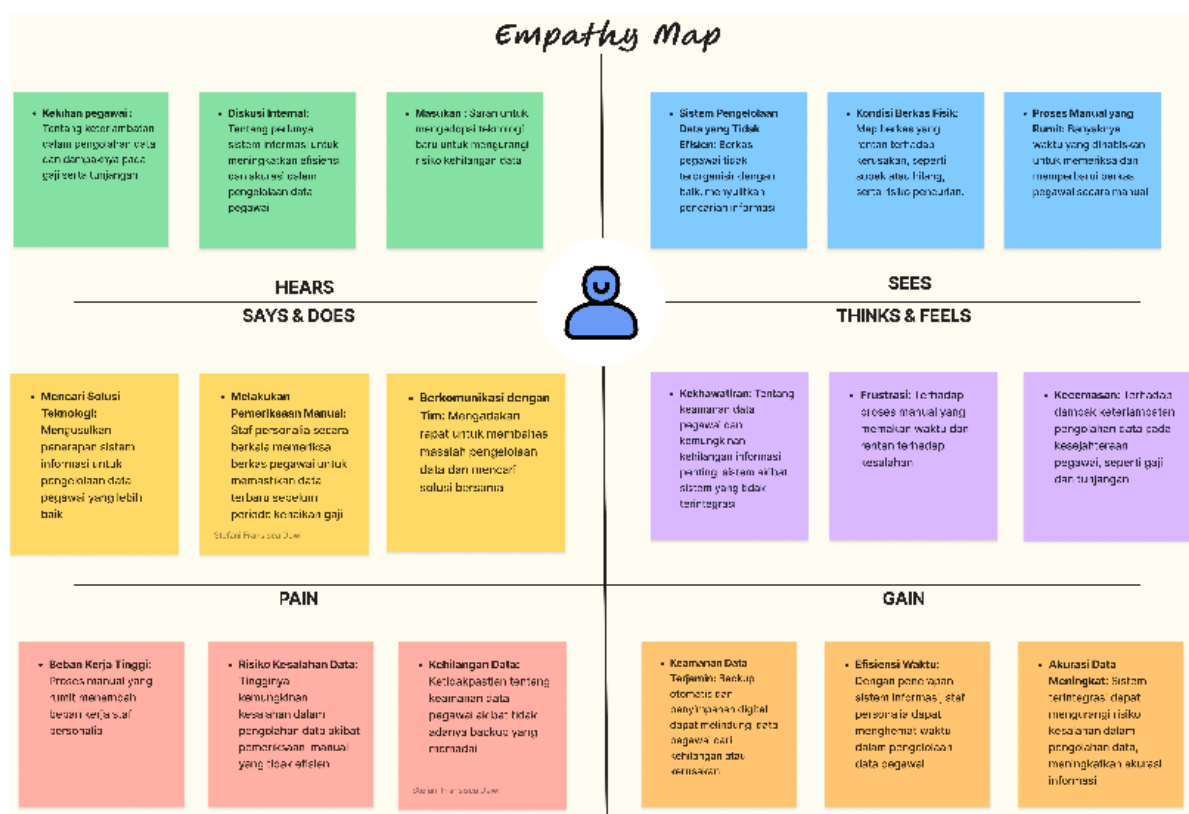 Empathy Map
• Keluhan pegawai :
Tentang keterlambatan
dalam pengolahan data
dan dampaknya pada
gaji serta tunjangan
• Diskusi Internal:
Tentang perlunya
sistem informasi untuk
meningkatkan efisiensi
dan akurasi dalam
pengelolaan data
pegawai
• Masukan : Saran untuk
mengadopsi teknologi
baru untuk mengurangi
risiko kehilangan data
• Sistem Pengelolaan
Data yang Tidak
Efisien: Berkas
pegawai tidak
terorganisir dengan
baik, menyulitkan
pencarian informasi
• Kondisi Berkas Fisik:
Map berkas yang
rentan terhadap
kerusakan, seperti
sobek atau hilang,
serta risiko pencurian.
• Proses Manual yang
Rumit: Banyaknya
waktu yang dihabiskan
untuk memeriksa dan
memperbarui berkas
pegawai secara manual
HEARS
SEES
SAYS & DOES
THINKS & FEELS
• Mencari Solusi
Teknologi:
Mengusulkan
penerapan sistem
informasi untuk
pengelolaan data
pegawai yang lebih
baik
• Melakukan
Pemeriksaan Manual:
Staf personalia secara
berkala memeriksa
berkas pegawai untuk
memastikan data
terbaru sebelum
periode kenaikan gaji
Stefani Fransisca Dewi
• Berkomunikasi dengan
Tim: Mengadakan
rapat untuk membahas
masalah pengelolaan
data dan mencari
solusi bersama
• Kekhawatiran: Tentang
keamanan data
pegawai dan
kemungkinan
kehilangan informasi
penting sistem akibat
sistem yang tidak
terintegrasi
• Frustrasi: Terhadap
proses manual yang
memakan waktu dan
rentan terhadap
kesalahan
• Kecemasan: Terhadap
dampak keterlambatan
pengolahan data pada
kesejahteraan
pegawai, seperti gaji
dan tunjangan
PAIN
GAIN
• Beban Kerja Tinggi:
Proses manual yang
rumit menambah
beban kerja staf
personalia
• Risiko Kesalahan Data:
Tingginya
kemungkinan
kesalahan dalam
pengolahan data akibat
pemeriksaan manual
yang tidak efisien
• Kehilangan Data:
Ketidakpastian tentang
keamanan data
pegawai akibat tidak
adanya backup yang
memadai
Stefani Fransisca Dewi
• Keamanan Data
Terjamin: Backup
otomatis dan
penyimpanan digital
dapat melindungi data
pegawai dari
kehilangan atau
kerusakan
• Efisiensi Waktu:
Dengan penerapan
sistem informasi, staf
personalia dapat
menghemat waktu
dalam pengelolaan
data pegawai
• Akurasi Data
Meningkat: Sistem
terintegrasi dapat
mengurangi risiko
kesalahan dalam
pengolahan data,
meningkatkan akurasi
informasi